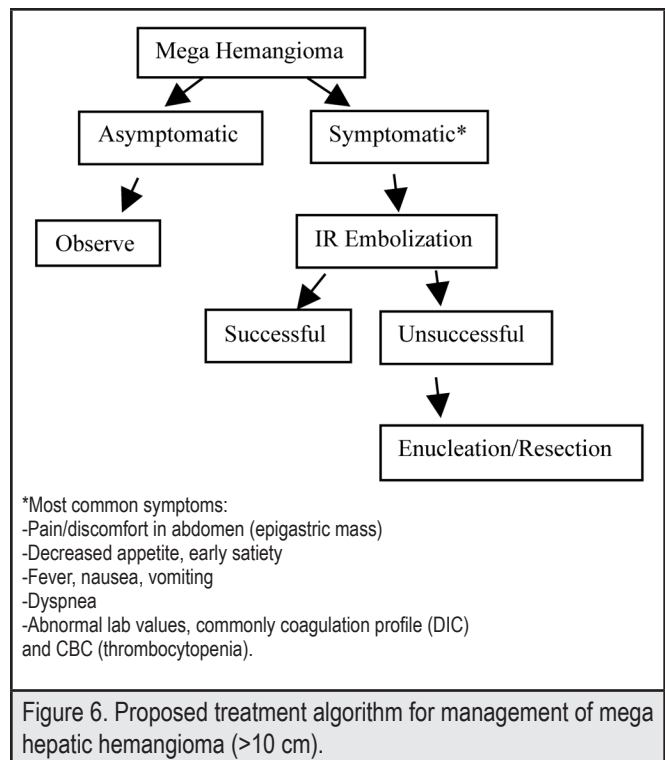 Mega Hemangioma
Asymptomatic
Symptomatic*
Observe
IR Embolization
Successful
Unsuccessful
Enucleation/Resection
*Most common symptoms:
-Pain/discomfort in abdomen (epigastric mass)
-Decreased appetite, early satiety
-Fever, nausea, vomiting
-Dyspnea
-Abnormal lab values, commonly coagulation profile (DIC)
and CBC (thrombocytopenia).
Figure 6. Proposed treatment algorithm for management of mega
hepatic hemangioma (>10 cm).